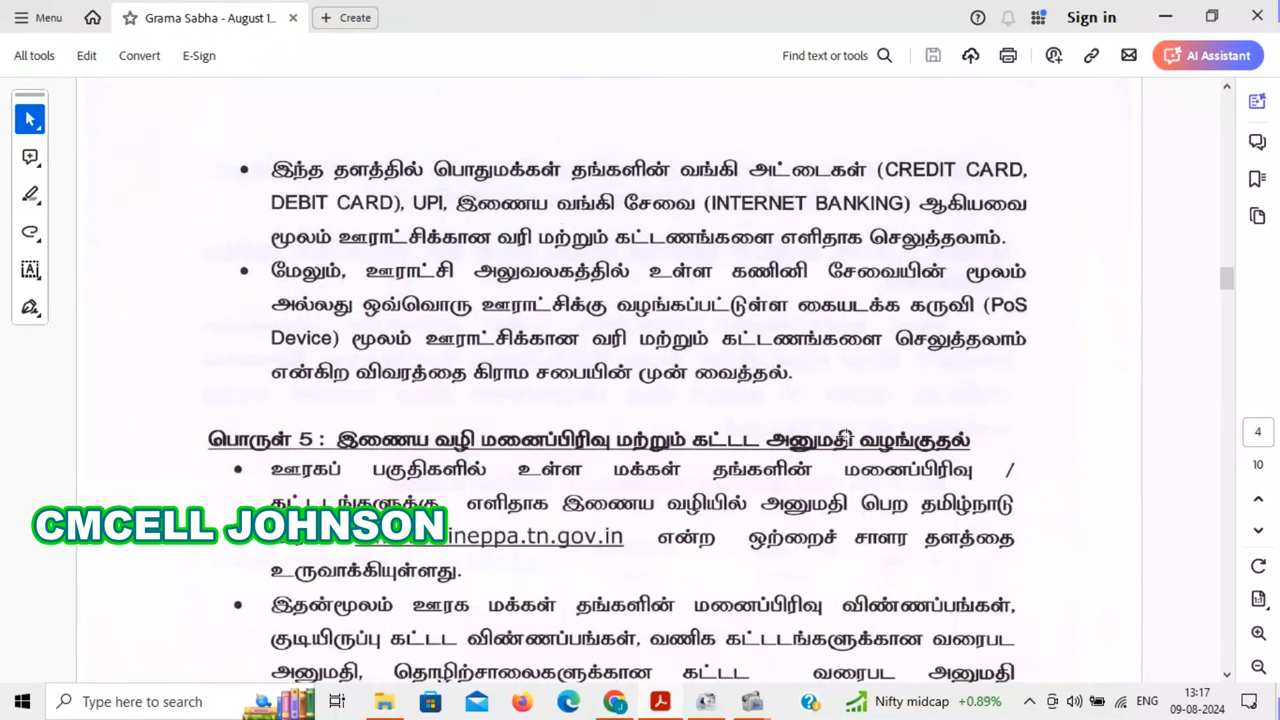 Menu
Grama Sabha - August 1...
Create
Sign in
All tools
Edit
Convert
E-Sign
Find text or tools
AI Assistant
• இந்த தளத்தில் பொதுமக்கள் தங்களின் வங்கி அட்டைகள் (CREDIT CARD,
DEBIT CARD), UPI, இணைய வங்கி சேவை (INTERNET BANKING) ஆகியவை
மூலம் ஊராட்சிக்கான வரி மற்றும் கட்டணங்களை எளிதாக செலுத்தலாம்.
• மேலும், ஊராட்சி அலுவலகத்தில் உள்ள கணினி சேவையின் மூலம்
அல்லது ஒவ்வொரு ஊராட்சிக்கு வழங்கப்பட்டுள்ள கையடக்க கருவி (PoS
Device) மூலம் ஊராட்சிக்கான வரி மற்றும் கட்டணங்களை செலுத்தலாம்
என்கிற விவரத்தை கிராம சபையின் முன் வைத்தல்.
பொருள் 5 : இணைய வழி மனைப்பிரிவு மற்றும் கட்டட அனுமதி வழங்குதல்
• ஊரகப் பகுதிகளில் உள்ள மக்கள் தங்களின் மனைப்பிரிவு /
கட்டடங்களுக்கு எளிதாக இணைய வழியில் அனுமதி பெற தமிழ்நாடு
CMCELL JOHNSON
ineppa.tn.gov.in என்ற ஒற்றைச் சாளர தளத்தை
உருவாக்கியுள்ளது.
• இதன்மூலம் ஊரக மக்கள் தங்களின் மனைப்பிரிவு விண்ணப்பங்கள்,
குடியிருப்பு கட்டட விண்ணப்பங்கள், வணிக கட்டடங்களுக்கான வரைபட
அனுமதி, தொழிற்சாலைகளுக்கான கட்டட வரைபட அனுமதி
4
10
Type here to search
Nifty midcap +0.89%
ENG
13:17
09-08-2024